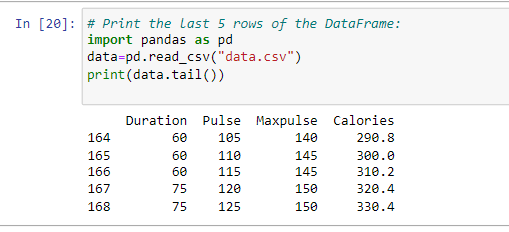 In [20]: # Print the last 5 rows of the DataFrame:
import pandas as pd
data=pd.read_csv("data.csv")
print(data.tail())
Duration Pulse Maxpulse Calories
164 60 105 140 290.8
165 60 110 145 300.0
166 60 115 145 310.2
167 75 120 150 320.4
168 75 125 150 330.4